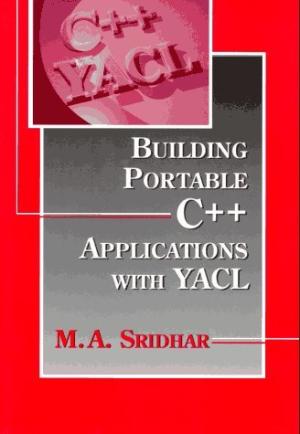 C++
YACL
BUILDING
PORTABLE
C++
APPLICATIONS
WITH YACL
M.A. SRIDHAR